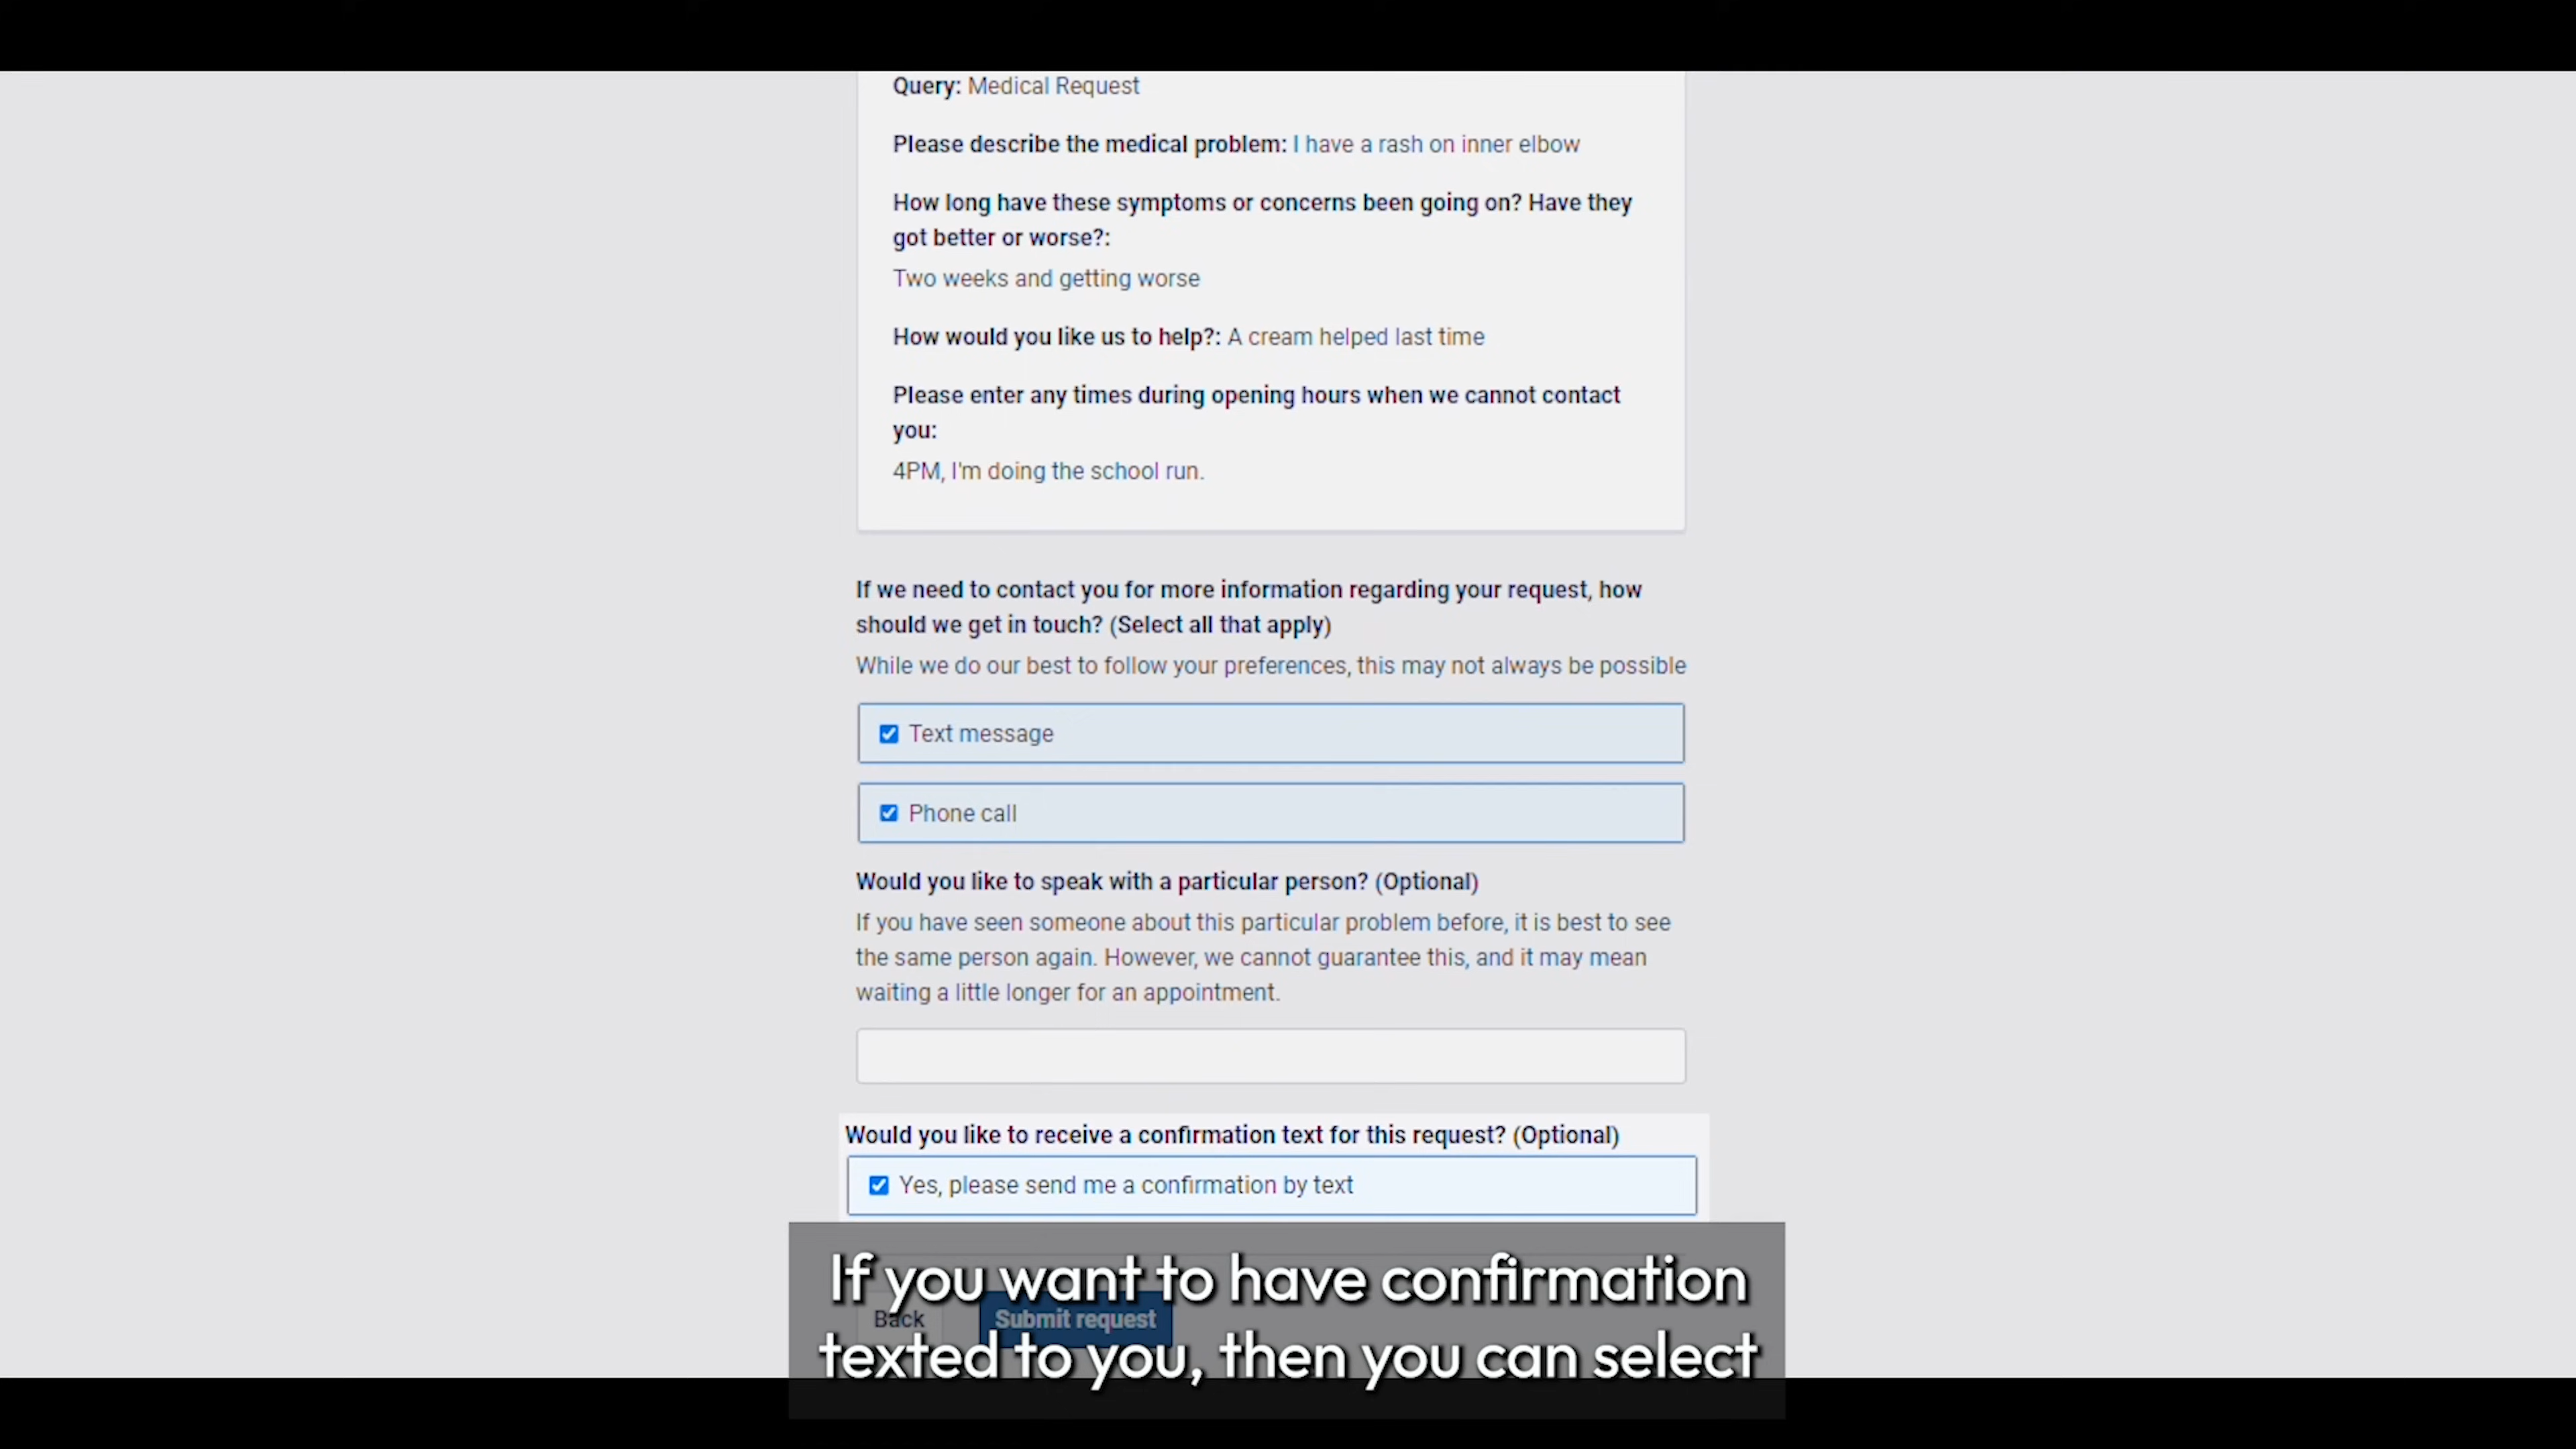 Query: Medical Request
Please describe the medical problem: I have a rash on inner elbow
How long have these symptoms or concerns been going on? Have they
got better or worse?:
Two weeks and getting worse
How would you like us to help?: A cream helped last time
Please enter any times during opening hours when we cannot contact
you:
4PM, I'm doing the school run.
If we need to contact you for more information regarding your request, how
should we get in touch? (Select all that apply)
While we do our best to follow your preferences, this may not always be possible
Text message
Phone call
Would you like to speak with a particular person? (Optional)
If you have seen someone about this particular problem before, it is best to see
the same person again. However, we cannot guarantee this, and it may mean
waiting a little longer for an appointment.
Would you like to receive a confirmation text for this request? (Optional)
Yes, please send me a confirmation by text
If you want to have confirmation
Back Submit request
texted to you, then you can select